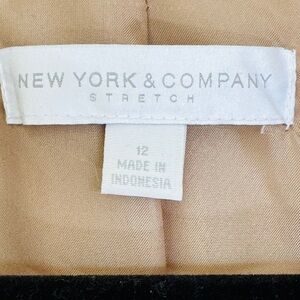 NEW YORK & COMPANY
STRETCH
12
MADE IN
INDONESIA